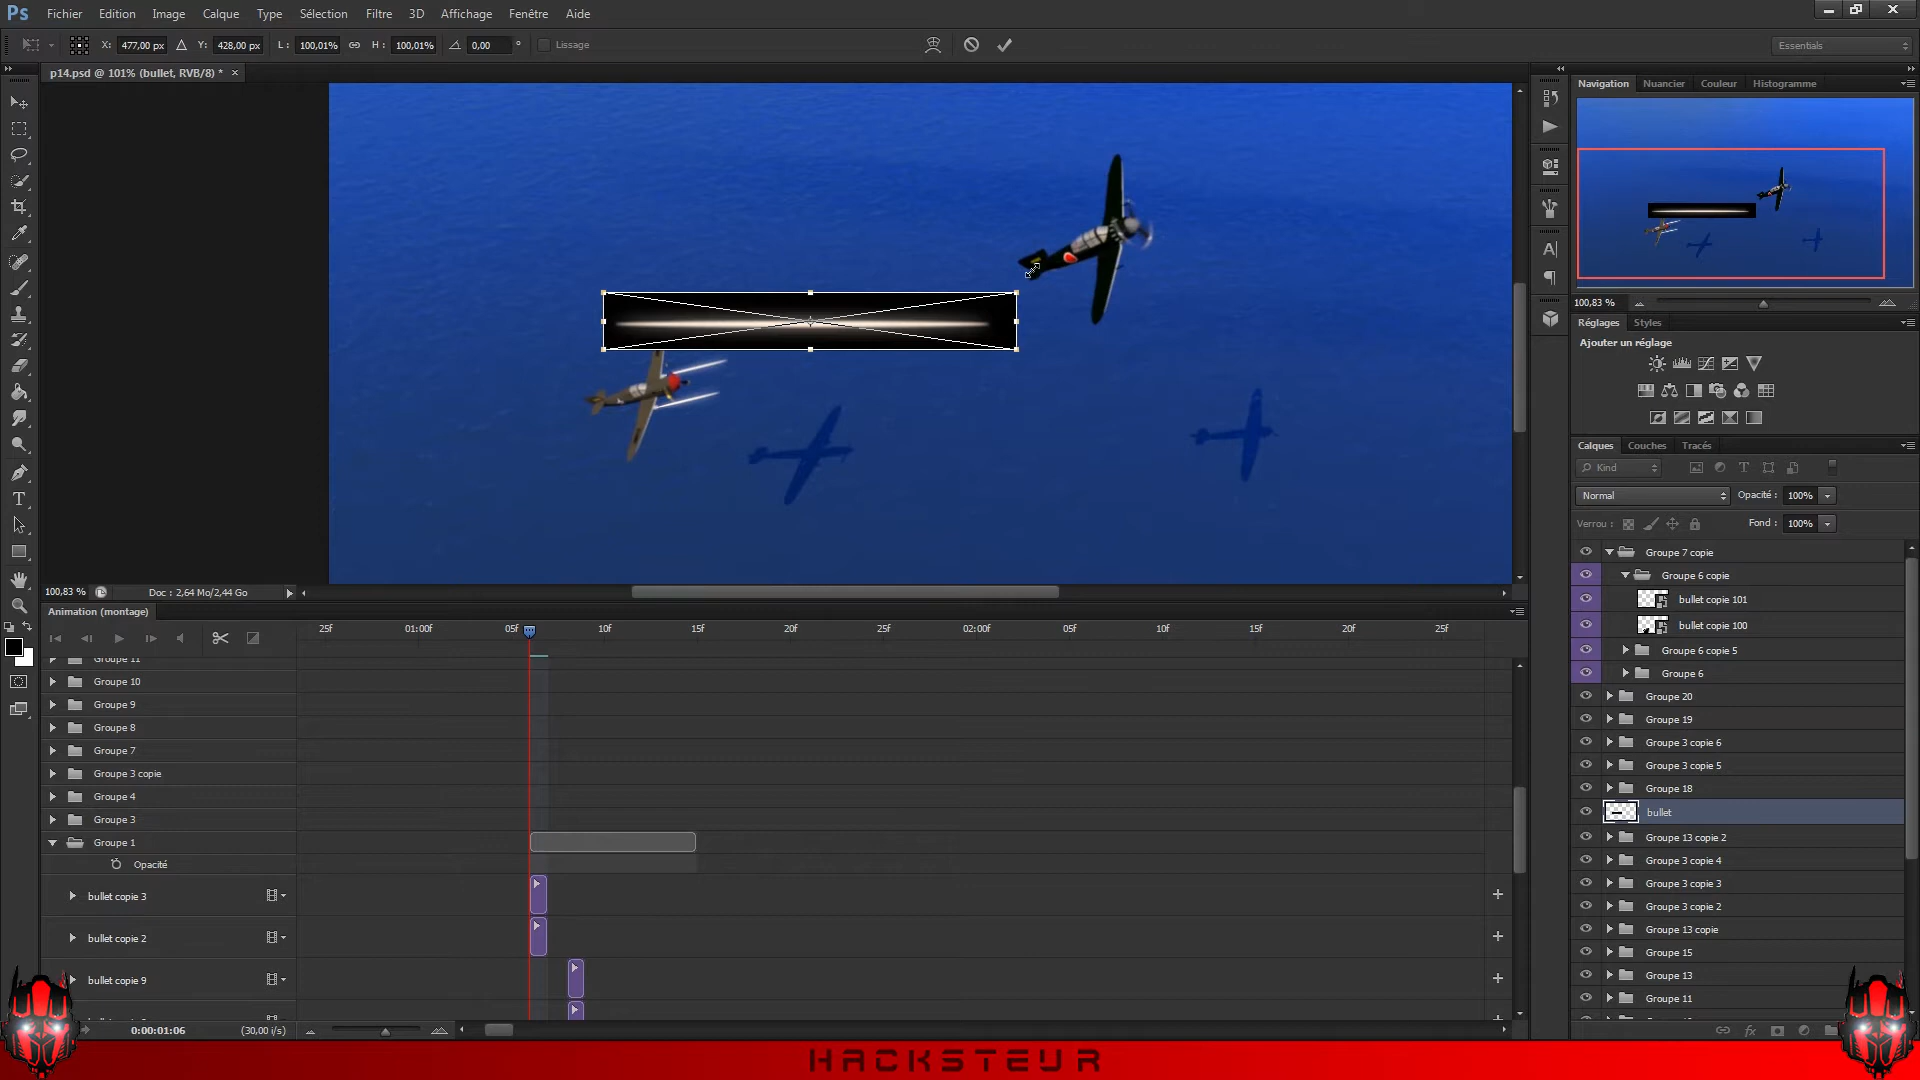 Ps Fichier Edition Image Calque Type Sélection Filtre 3D Affichage Fenêtre Aide
X: 477,00 px Y: 428,00 px L: 100,01% H: 100,01% 0,00 ° Lissage Essentials
p14.psd @ 101% (bullet, RVB/8) * ×
Navigation Nuancier Couleur Histogramme
100,83 %
Réglages Styles
Ajouter un réglage
Calques Couches Tracés
Kind
Normal Opacité : 100%
Verrou : Fond : 100%
Groupe 7 copie
Groupe 6 copie
bullet copie 101
bullet copie 100
Groupe 6 copie 5
Groupe 6
Groupe 20
Groupe 19
Groupe 3 copie 6
Groupe 3 copie 5
Groupe 18
bullet
Groupe 13 copie 2
Groupe 3 copie 4
Groupe 3 copie 3
Groupe 3 copie 2
Groupe 13 copie
Groupe 15
Groupe 13
Groupe 11
100,83 % Doc : 2,64 Mo/2,44 Go
Animation (montage)
25f 01:00f 05f 10f 15f 20f 25f 02:00f 05f 10f 15f 20f 25f
Groupe 11
Groupe 10
Groupe 9
Groupe 8
Groupe 7
Groupe 3 copie
Groupe 4
Groupe 3
Groupe 1
Opacité
bullet copie 3
bullet copie 2
bullet copie 9
0:00:01:06 (30,00 i/s)
HACKSTEUR